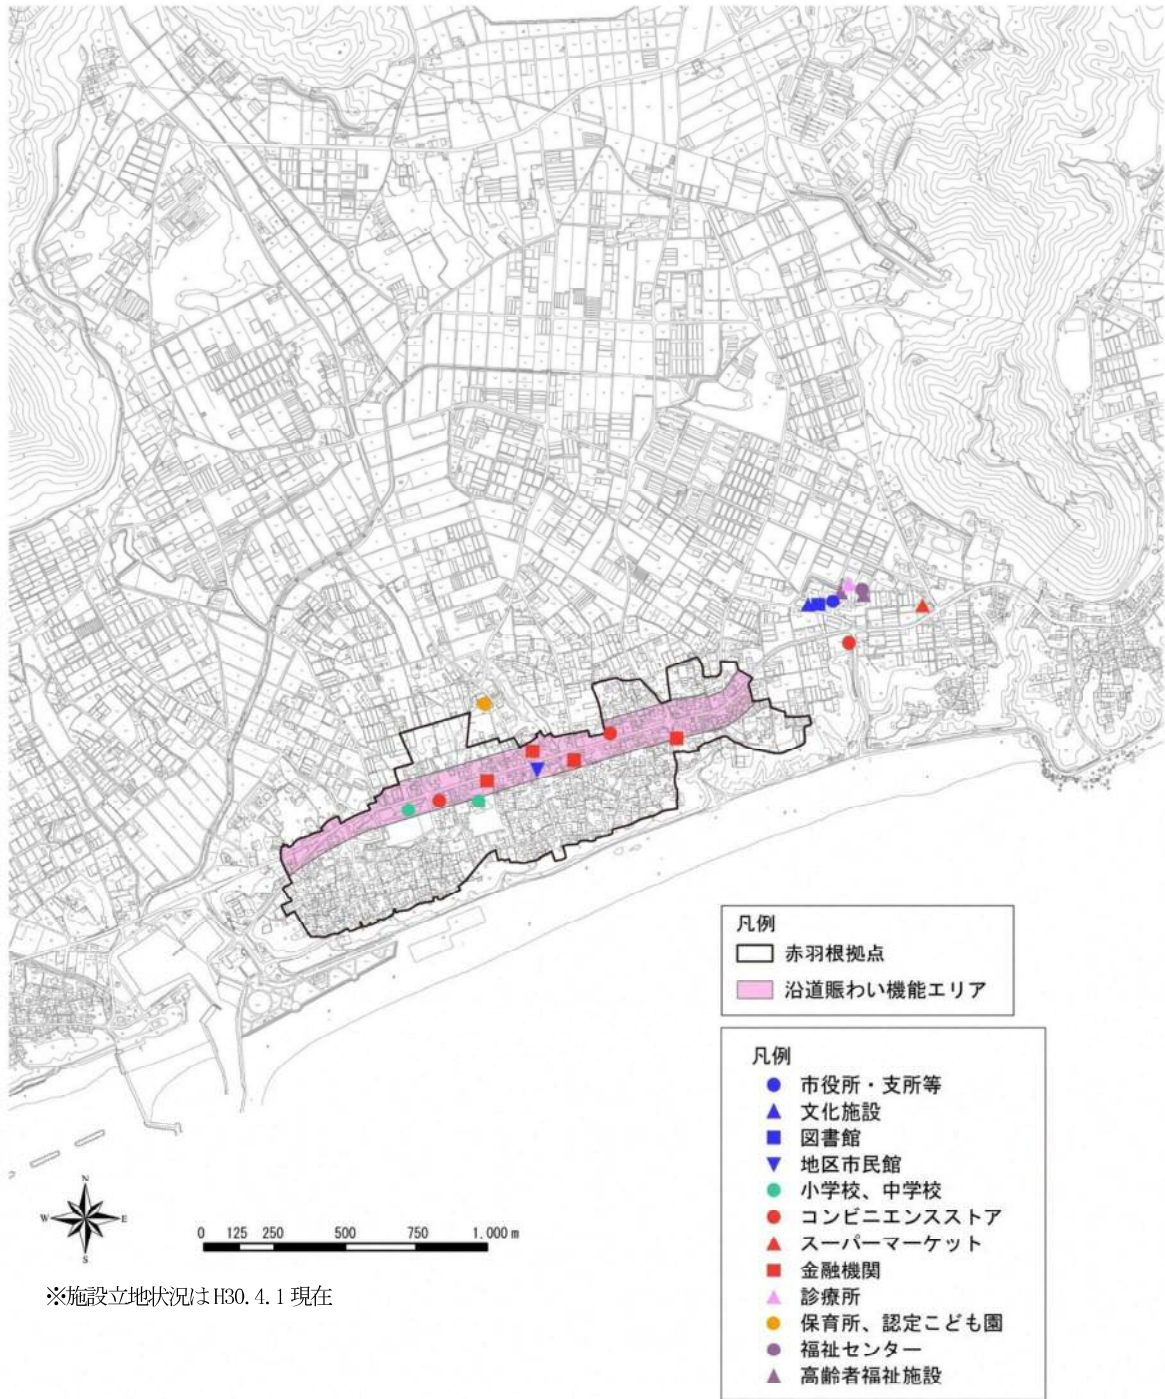 凡例
赤羽根拠点
沿道賑わい機能エリア
凡例
市役所・支所等
文化施設
図書館
地区市民館
小学校、中学校
コンビニエンスストア
スーパーマーケット
金融機関
診療所
保育所、認定こども園
福祉センター
高齢者福祉施設
N
W E
S
0 125 250 500 750 1,000 m
※施設立地状況は H30.4.1 現在